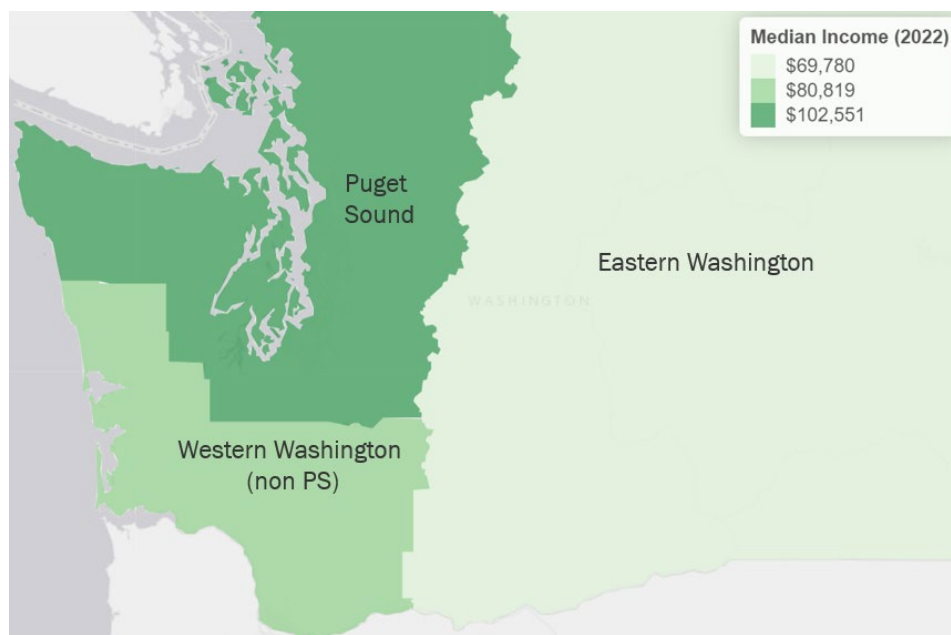 Median Income (2022)
$69,780
$80,819
$102,551
Puget
Sound
Eastern Washington
WASHINGTON
Western Washington
(non PS)